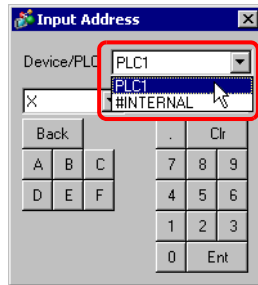 Input Address
Device/PLC PLC1
PLC1
X #INTERNAL
Back . Clr
A B C 7 8 9
D E F 4 5 6
1 2 3
0 Ent